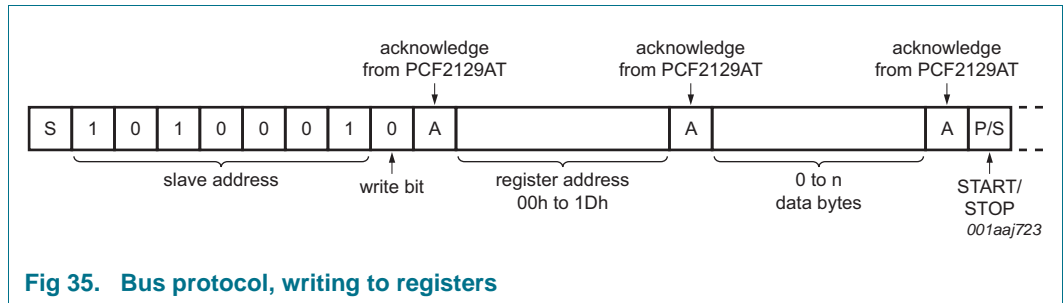 acknowledge
from PCF2129AT
acknowledge
from PCF2129AT
acknowledge
from PCF2129AT
S 1 0 1 0 0 0 1 0 A A A P/S
slave address
write bit
register address
00h to 1Dh
0 to n
data bytes
START/
STOP
001aaj723
Fig 35. Bus protocol, writing to registers